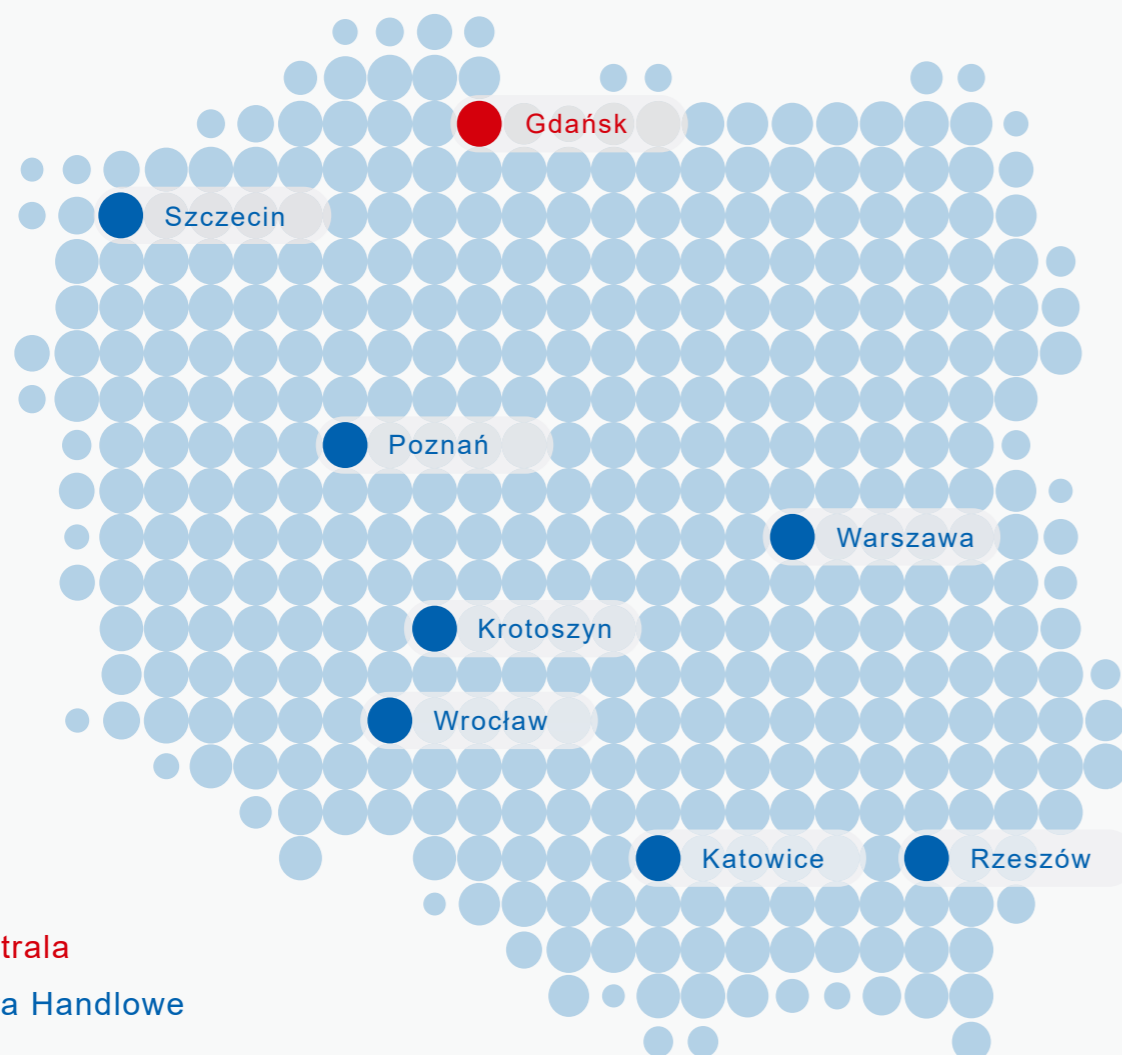 Gdańsk
Szczecin
Poznań
Warszawa
Krotoszyn
Wrocław
Katowice
Rzeszów
trala
a Handlowe